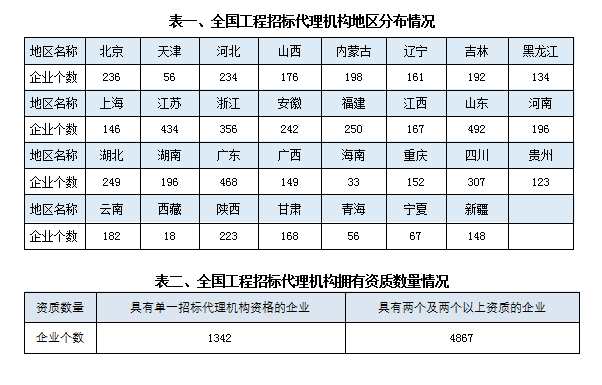 表一、全国工程招标代理机构地区分布情况
地区名称 北京 天津 河北 山西 内蒙古 辽宁 吉林 黑龙江
企业个数 236 56 234 176 198 161 192 134
地区名称 上海 江苏 浙江 安徽 福建 江西 山东 河南
企业个数 146 434 356 242 250 167 492 196
地区名称 湖北 湖南 广东 广西 海南 重庆 四川 贵州
企业个数 249 196 468 149 33 152 307 123
地区名称 云南 西藏 陕西 甘肃 青海 宁夏 新疆
企业个数 182 18 223 168 56 67 148
表二、全国工程招标代理机构拥有资质数量情况
资质数量 具有单一招标代理机构资格的企业 具有两个及两个以上资质的企业
企业个数 1342 4867